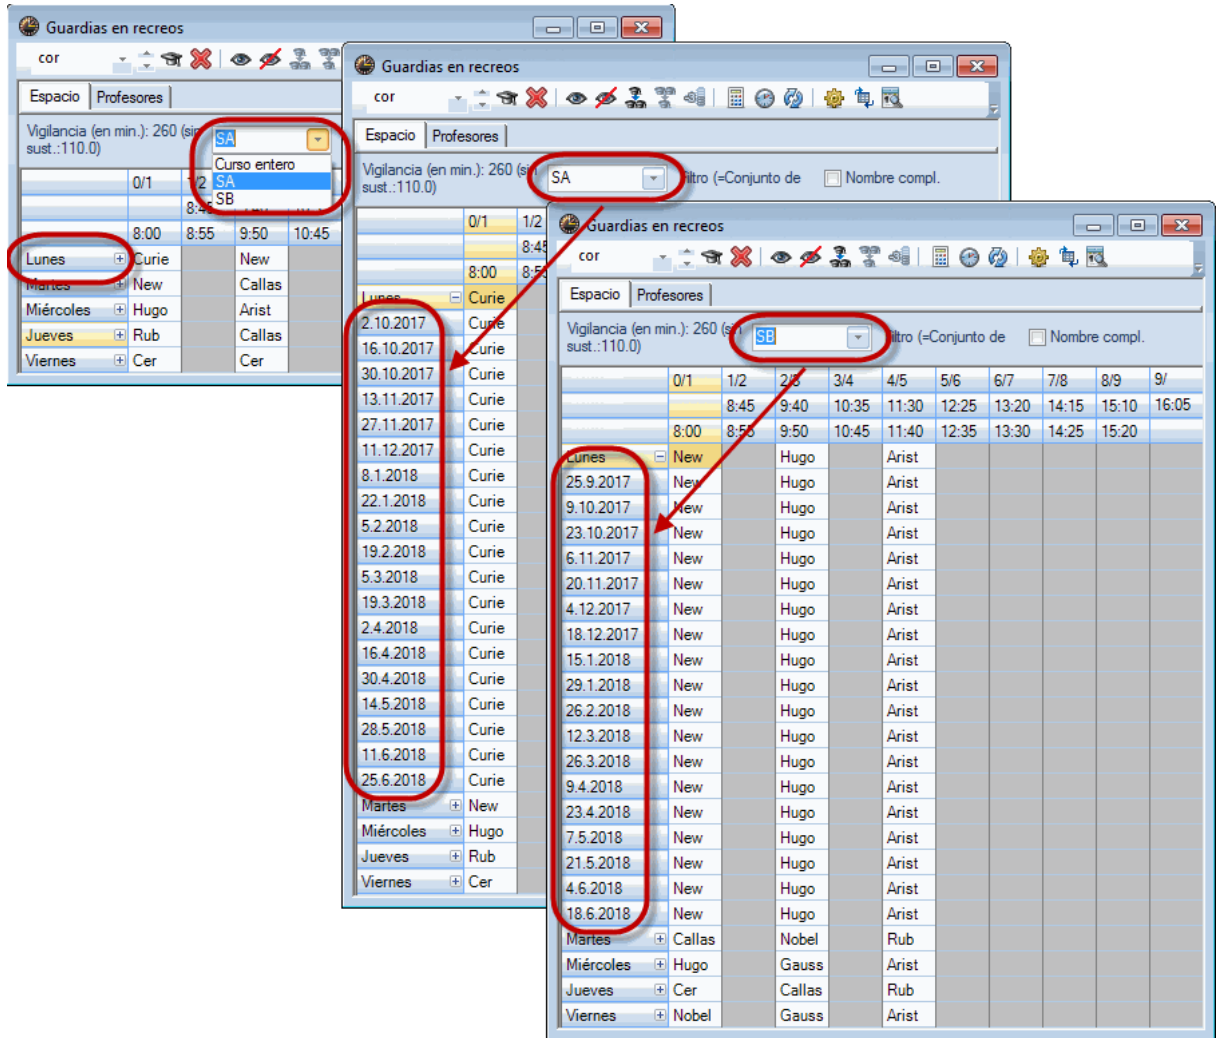 Guardias en recreos
cor
Espacio Profesores
Vigilancia (en min.): 260 (sin
sust.:110.0)
SA
Curso entero
SA
SB
0/1 1/2
8:45
8:00 8:55 9:50 10:45
Lunes Curie New
Martes New Callas
Miércoles Hugo Arist
Jueves Rub Callas
Viernes Cer Cer
Guardias en recreos
cor
Espacio Profesores
Vigilancia (en min.): 260 (sin
sust.:110.0)
SA
Filtro (=Conjunto de Nombre compl.
0/1 1/2
8:45
8:00 8:55
Lunes Curie
2.10.2017 Curie
16.10.2017 Curie
30.10.2017 Curie
13.11.2017 Curie
27.11.2017 Curie
11.12.2017 Curie
8.1.2018 Curie
22.1.2018 Curie
5.2.2018 Curie
19.2.2018 Curie
5.3.2018 Curie
19.3.2018 Curie
2.4.2018 Curie
16.4.2018 Curie
30.4.2018 Curie
14.5.2018 Curie
28.5.2018 Curie
11.6.2018 Curie
25.6.2018 Curie
Martes New
Miércoles Hugo
Jueves Rub
Viernes Cer
Guardias en recreos
cor
Espacio Profesores
Vigilancia (en min.): 260 (sin
sust.:110.0)
SB
Filtro (=Conjunto de Nombre compl.
0/1 1/2 2/3 3/4 4/5 5/6 6/7 7/8 8/9 9/
8:45 9:40 10:35 11:30 12:25 13:20 14:15 15:10 16:05
8:00 8:55 9:50 10:45 11:40 12:35 13:30 14:25 15:20
Lunes New Hugo Arist
25.9.2017 New Hugo Arist
9.10.2017 New Hugo Arist
23.10.2017 New Hugo Arist
6.11.2017 New Hugo Arist
20.11.2017 New Hugo Arist
4.12.2017 New Hugo Arist
18.12.2017 New Hugo Arist
15.1.2018 New Hugo Arist
29.1.2018 New Hugo Arist
26.2.2018 New Hugo Arist
12.3.2018 New Hugo Arist
26.3.2018 New Hugo Arist
9.4.2018 New Hugo Arist
23.4.2018 New Hugo Arist
7.5.2018 New Hugo Arist
21.5.2018 New Hugo Arist
4.6.2018 New Hugo Arist
18.6.2018 New Hugo Arist
Martes Callas Nobel Rub
Miércoles Hugo Gauss Arist
Jueves Cer Callas Rub
Viernes Nobel Gauss Arist